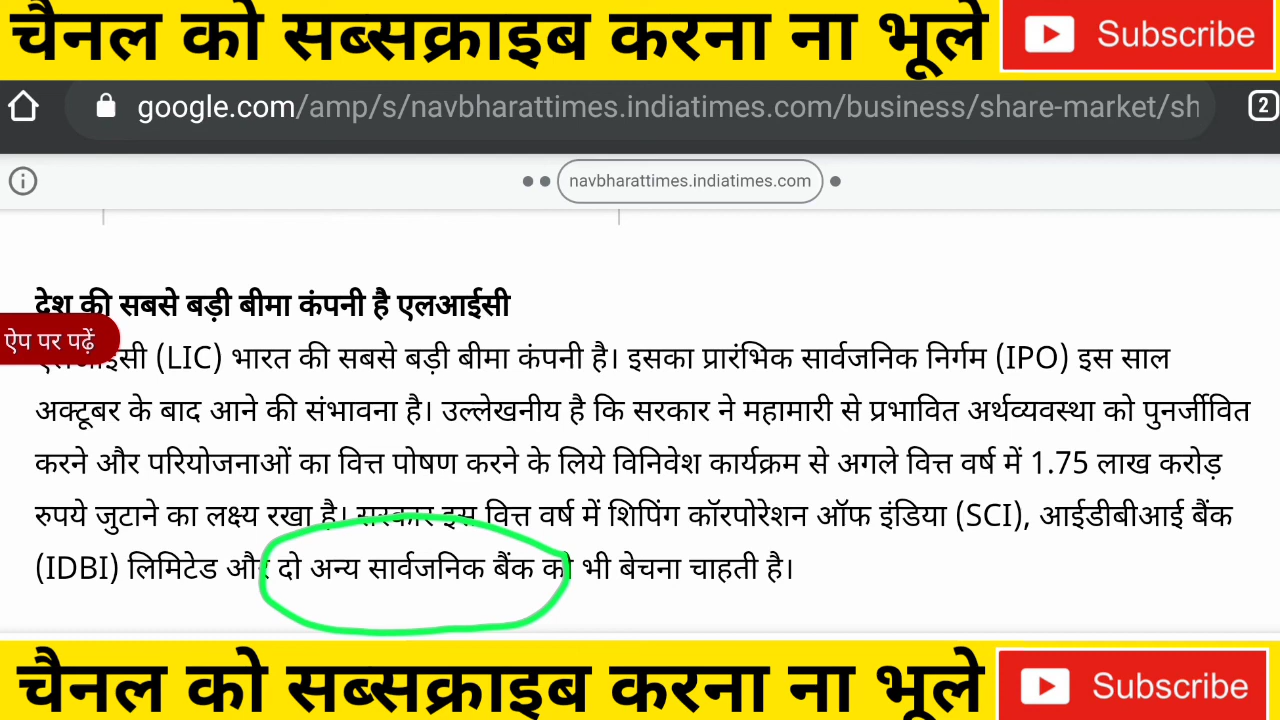 चैनल को सब्सक्राइब करना ना भूले Subscribe
google.com/amp/s/navbharattimes.indiatimes.com/business/share-market/sh 2
navbharattimes.indiatimes.com
देश की सबसे बड़ी बीमा कंपनी है एलआईसी
ऐप पर पढ़ें
(LIC) भारत की सबसे बड़ी बीमा कंपनी है। इसका प्रारंभिक सार्वजनिक निर्गम (IPO) इस साल
अक्टूबर के बाद आने की संभावना है। उल्लेखनीय है कि सरकार ने महामारी से प्रभावित अर्थव्यवस्था को पुनर्जीवित
करने और परियोजनाओं का वित्त पोषण करने के लिये विनिवेश कार्यक्रम से अगले वित्त वर्ष में 1.75 लाख करोड़
रुपये जुटाने का लक्ष्य रखा है। सरकार इस वित्त वर्ष में शिपिंग कॉरपोरेशन ऑफ इंडिया (SCI), आईडीबीआई बैंक
(IDBI) लिमिटेड और दो अन्य सार्वजनिक बैंक को भी बेचना चाहती है।
चैनल को सब्सक्राइब करना ना भूले Subscribe